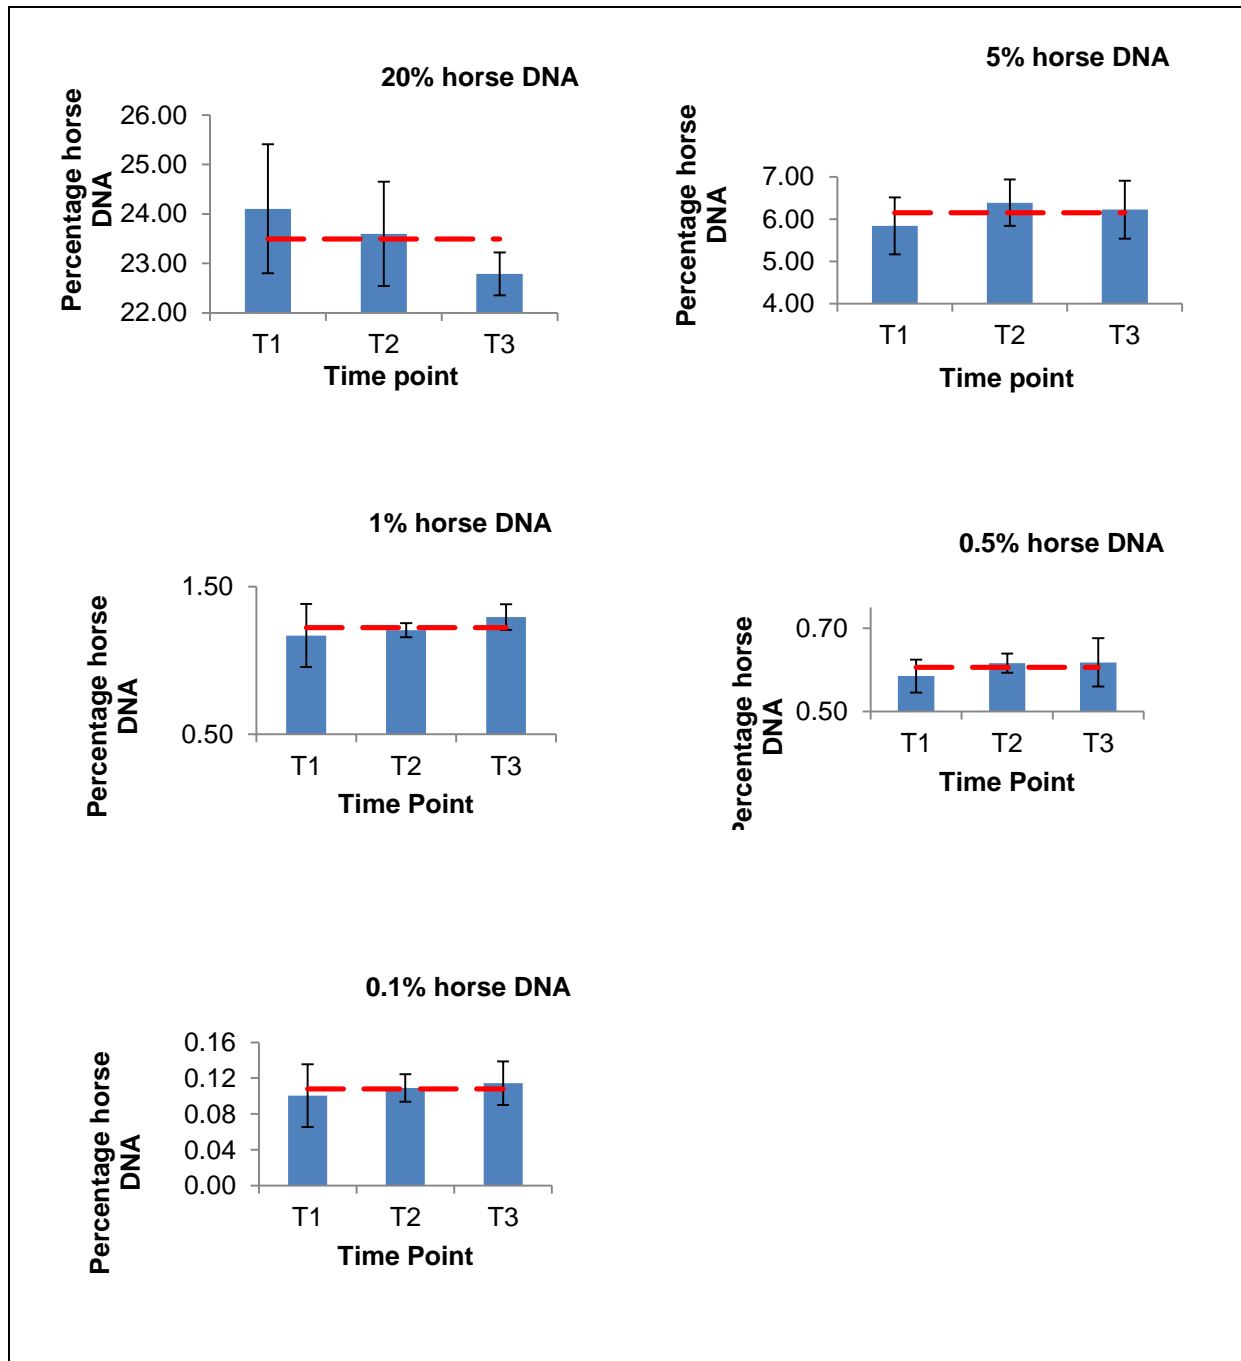 20% horse DNA
Percentage horse
DNA
26.00
25.00
24.00
23.00
22.00
T1 T2 T3
Time point
5% horse DNA
Percentage horse
DNA
7.00
6.00
5.00
4.00
T1 T2 T3
Time point
1% horse DNA
Percentage horse
DNA
1.50
0.50
T1 T2 T3
Time Point
0.5% horse DNA
Percentage horse
DNA
0.70
0.50
T1 T2 T3
Time Point
0.1% horse DNA
Percentage horse
DNA
0.16
0.12
0.08
0.04
0.00
T1 T2 T3
Time Point